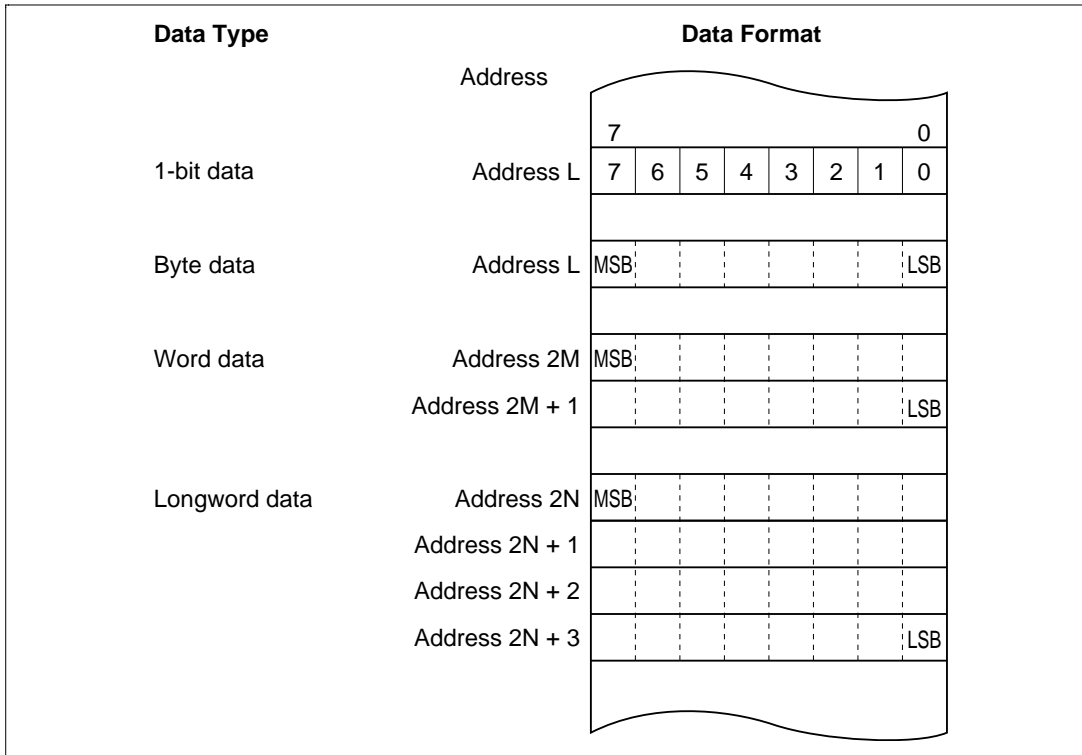 Data Type Data Format
Address
7 0
1-bit data Address L 7 6 5 4 3 2 1 0
Byte data Address L MSB LSB
Word data Address 2M MSB
Address 2M + 1 LSB
Longword data Address 2N MSB
Address 2N + 1
Address 2N + 2
Address 2N + 3 LSB